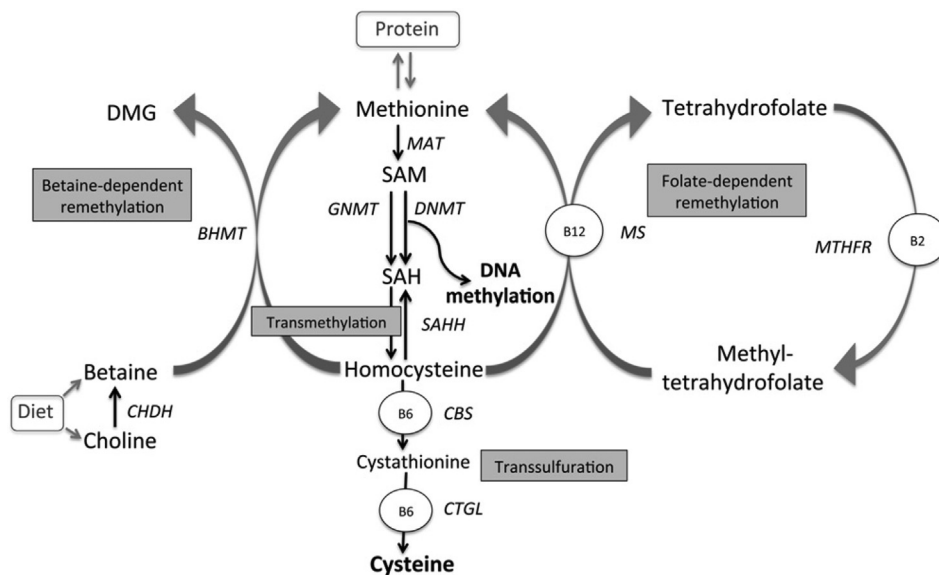 Protein
DMG
Methionine
Tetrahydrofolate
MAT
Betaine-dependent
remethylation
SAM
Folate-dependent
remethylation
GNMT
DNMT
BHMT
B12
MS
MTHFR
B2
SAH
DNA
methylation
Transmethylation
SAHH
Betaine
Homocysteine
Methyl-
tetrahydrofolate
Diet
CHDH
B6
CBS
Choline
Cystathionine
Transsulfuration
B6
CTGL
Cysteine